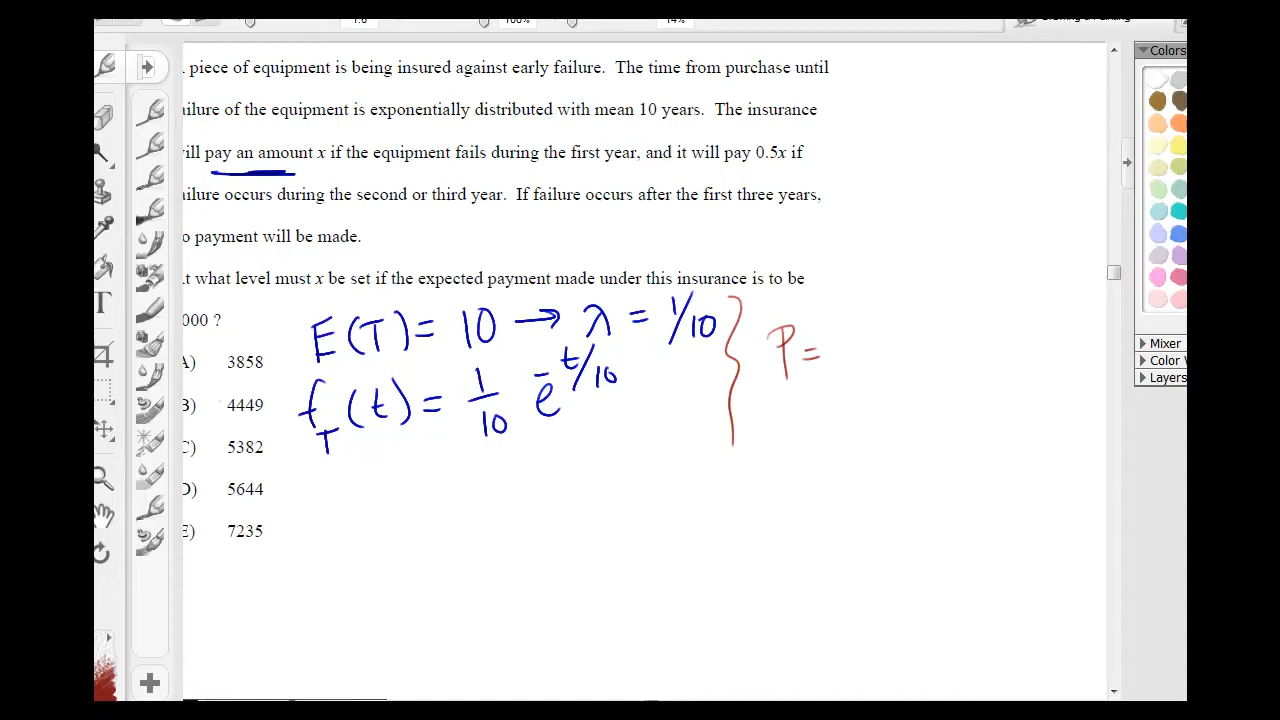 1.0 100% 14%
Colors
piece of equipment is being insured against early failure. The time from purchase until
ilure of the equipment is exponentially distributed with mean 10 years. The insurance
ill pay an amount x if the equipment fails during the first year, and it will pay 0.5x if
ilure occurs during the second or third year. If failure occurs after the first three years,
o payment will be made.
t what level must x be set if the expected payment made under this insurance is to be
000 ?
E(T) = 10 → λ = 1/10
P =
Mixer
Color
Layers
A) 3858
f_T(t) = 1/10 e^-t/10
B) 4449
C) 5382
D) 5644
E) 7235